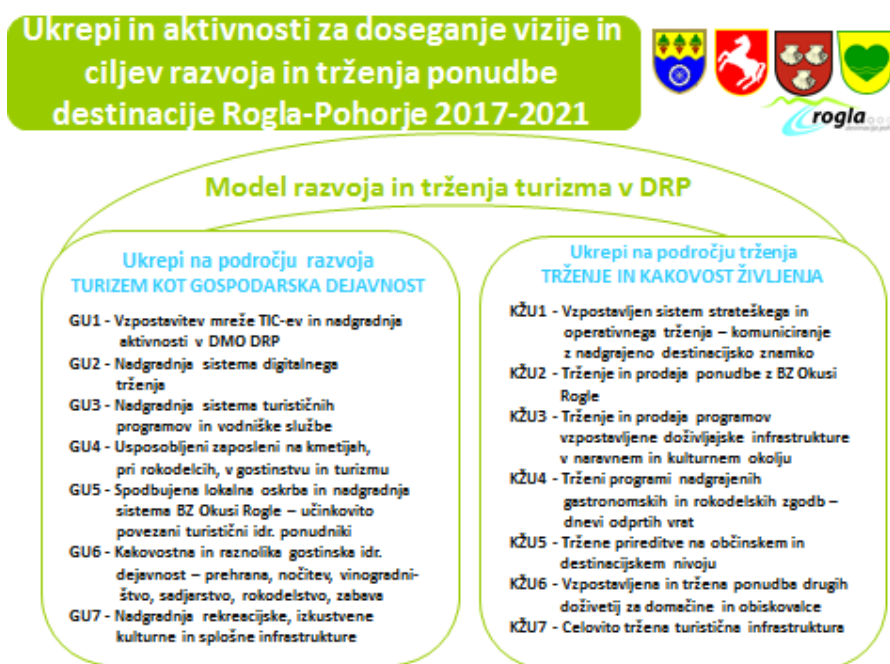 Ukrepi in aktivnosti za doseganje vizije in
ciljev razvoja in trženja ponudbe
destinacije Rogla-Pohorje 2017-2021
rogla
Model razvoja in trženja turizma v DRP
Ukrepi na področju razvoja
TURIZEM KOT GOSPODARSKA DEJAVNOST
GU1 - Vzpostavitev mreže TIC-ev in nadgradnja
aktivnosti v DMO DRP
GU2 - Nadgradnja sistema digitalnega
trženja
GU3 - Nadgradnja sistema turističnih
programov in vodniške službe
GU4 - Usposobljeni zaposleni na kmetijah,
pri rokodelcih, v gostinstvu in turizmu
GU5 - Spodbujena lokalna oskrba in nadgradnja
sistema BZ Okusi Rogle – učinkovito
povezani turistični idr. ponudniki
GU6 - Kakovostna in raznolika gostinska idr.
dejavnost – prehrana, nočitev, vinogradni-
štvo, sadjarstvo, rokodelstvo, zabava
GU7 - Nadgradnja rekreacijske, izkustvene
kulturne in splošne infrastrukture
Ukrepi na področju trženja
TRŽENJE IN KAKOVOST ŽIVLJENJA
KŽU1 - Vzpostavljen sistem strateškega in
operativnega trženja – komuniciranje
z nadgrajeno destinacijsko znamko
KŽU2 - Trženje in prodaja ponudbe z BZ Okusi
Rogle
KŽU3 - Trženje in prodaja programov
vzpostavljene doživljajske infrastrukture
v naravnem in kulturnem okolju
KŽU4 - Trženi programi nadgrajenih
gastronomskih in rokodelskih zgodb –
dnevi odprtih vrat
KŽU5 - Tržene prireditve na občinskem in
destinacijskem nivoju
KŽU6 - Vzpostavljena in tržena ponudba drugih
doživetij za domačine in obiskovalce
KŽU7 - Celovito tržena turistična infrastruktura